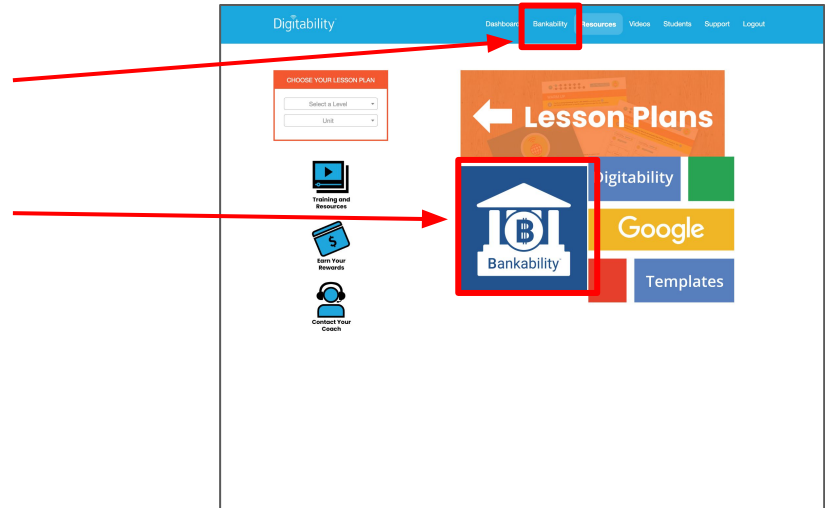 Digitability
Dashboard Bankability Resources Videos Students Support Logout
CHOOSE YOUR LESSON PLAN
Select a Level
Unit
Lesson Plans
Training and
Resources
Digitability
Google
Bankability
Templates
$
Earn Your
Rewards
Contact Your
Coach